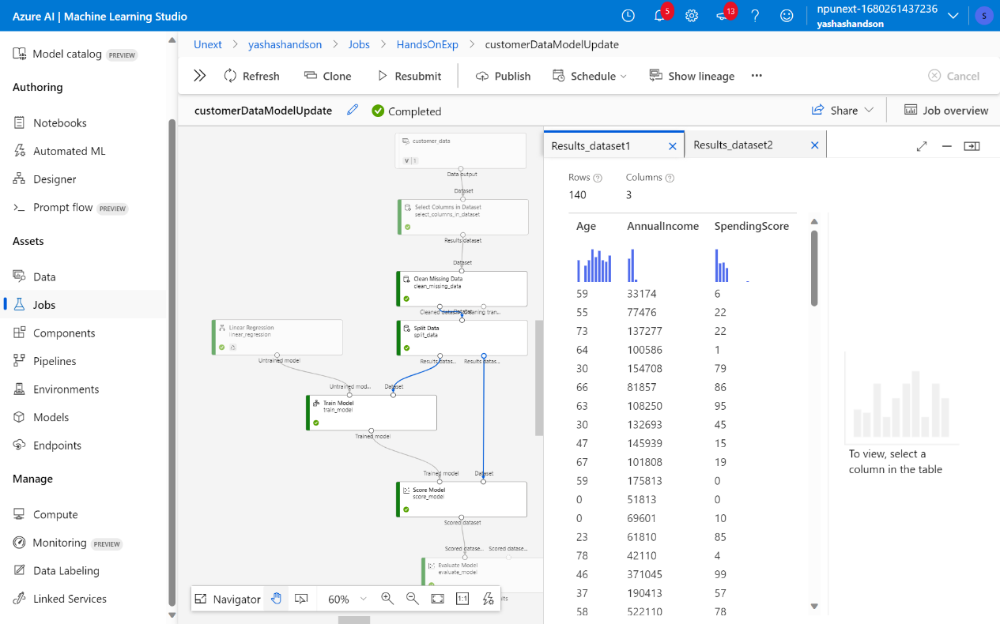 Azure AI | Machine Learning Studio
5
13
?
npunext-1680261437236
yashashandson
S
Model catalog PREVIEW
Authoring
Notebooks
Automated ML
Designer
Prompt flow PREVIEW
Assets
Data
Jobs
Components
Pipelines
Environments
Models
Endpoints
Manage
Compute
Monitoring PREVIEW
Data Labeling
Linked Services
Unext > yashashandson > Jobs > HandsOnExp > customerDataModelUpdate
Refresh Clone Resubmit Publish Schedule Show lineage ... Cancel
customerDataModelUpdate Completed Share Job overview
customer_data
V 1
Data output
Dataset
Select Columns in Dataset
select_columns_in_dataset
Results dataset
Dataset
Clean Missing Data
clean_missing_data
Dataset
Split Data
split_data
Results datas... Results datas...
Linear Regression
linear_regression
Untrained model
Untrained mod... Dataset
Train Model
train_model
Trained model
Trained model Dataset
Score Model
score_model
Scored dataset
Scored datase... Scored datase...
Evaluate Model
evaluate_model
Navigator 60% 1:1
Results_dataset1 Results_dataset2
Rows ? Columns ?
140 3
Age AnnualIncome SpendingScore
59 33174 6
55 77476 22
73 137277 22
64 100586 1
30 154708 79
66 81857 86
63 108250 95
30 132693 45
47 145939 15
67 101808 19
59 175813 0
0 51813 0
0 69601 10
23 61810 85
78 42110 4
46 371045 99
37 190413 57
58 522110 78
To view, select a
column in the table